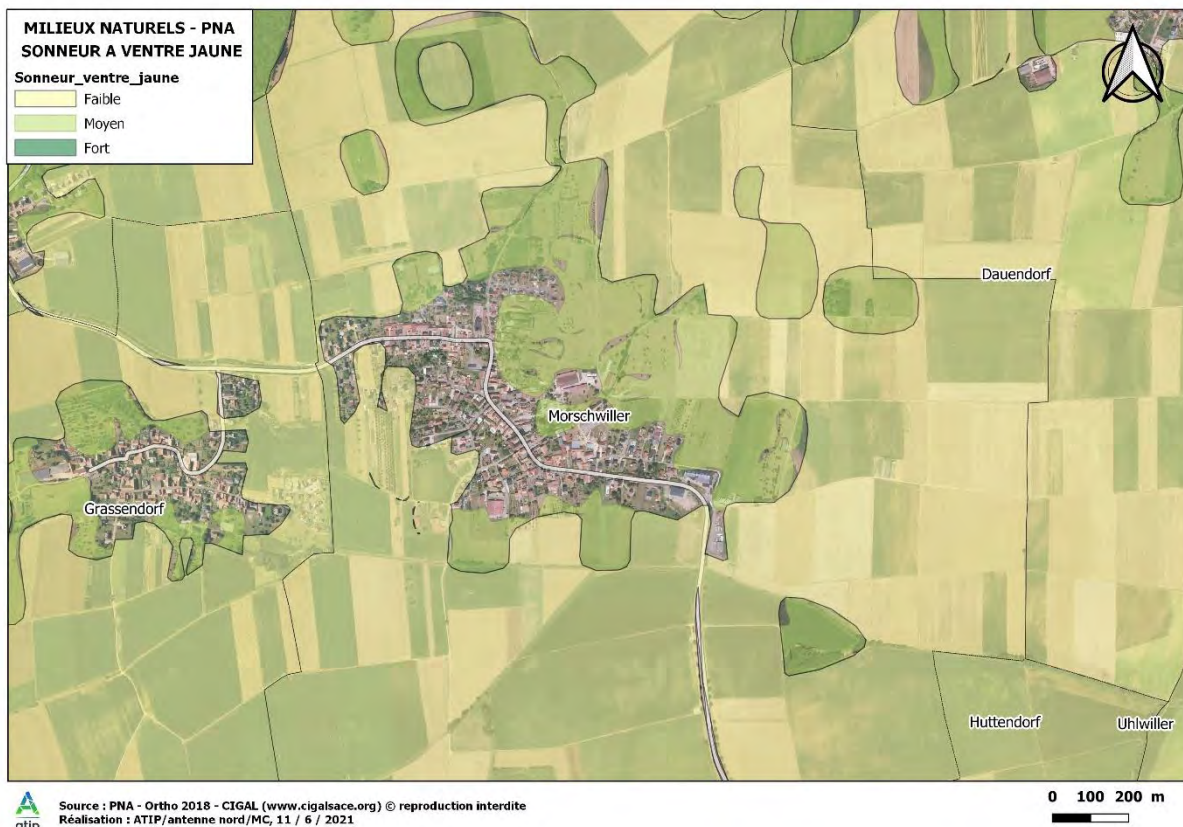 MILIEUX NATURELS - PNA
SONNEUR A VENTRE JAUNE
Sonneur_ventre_jaune
Faible
Moyen
Fort
Dauendorf
Morschwiller
Grassendorf
Huttendorf
Uhlwiller
atip
Source : PNA - Ortho 2018 - CIGAL (www.cigalsace.org) © reproduction interdite
Réalisation : ATIP/antenne nord/MC, 11 / 6 / 2021
0 100 200 m